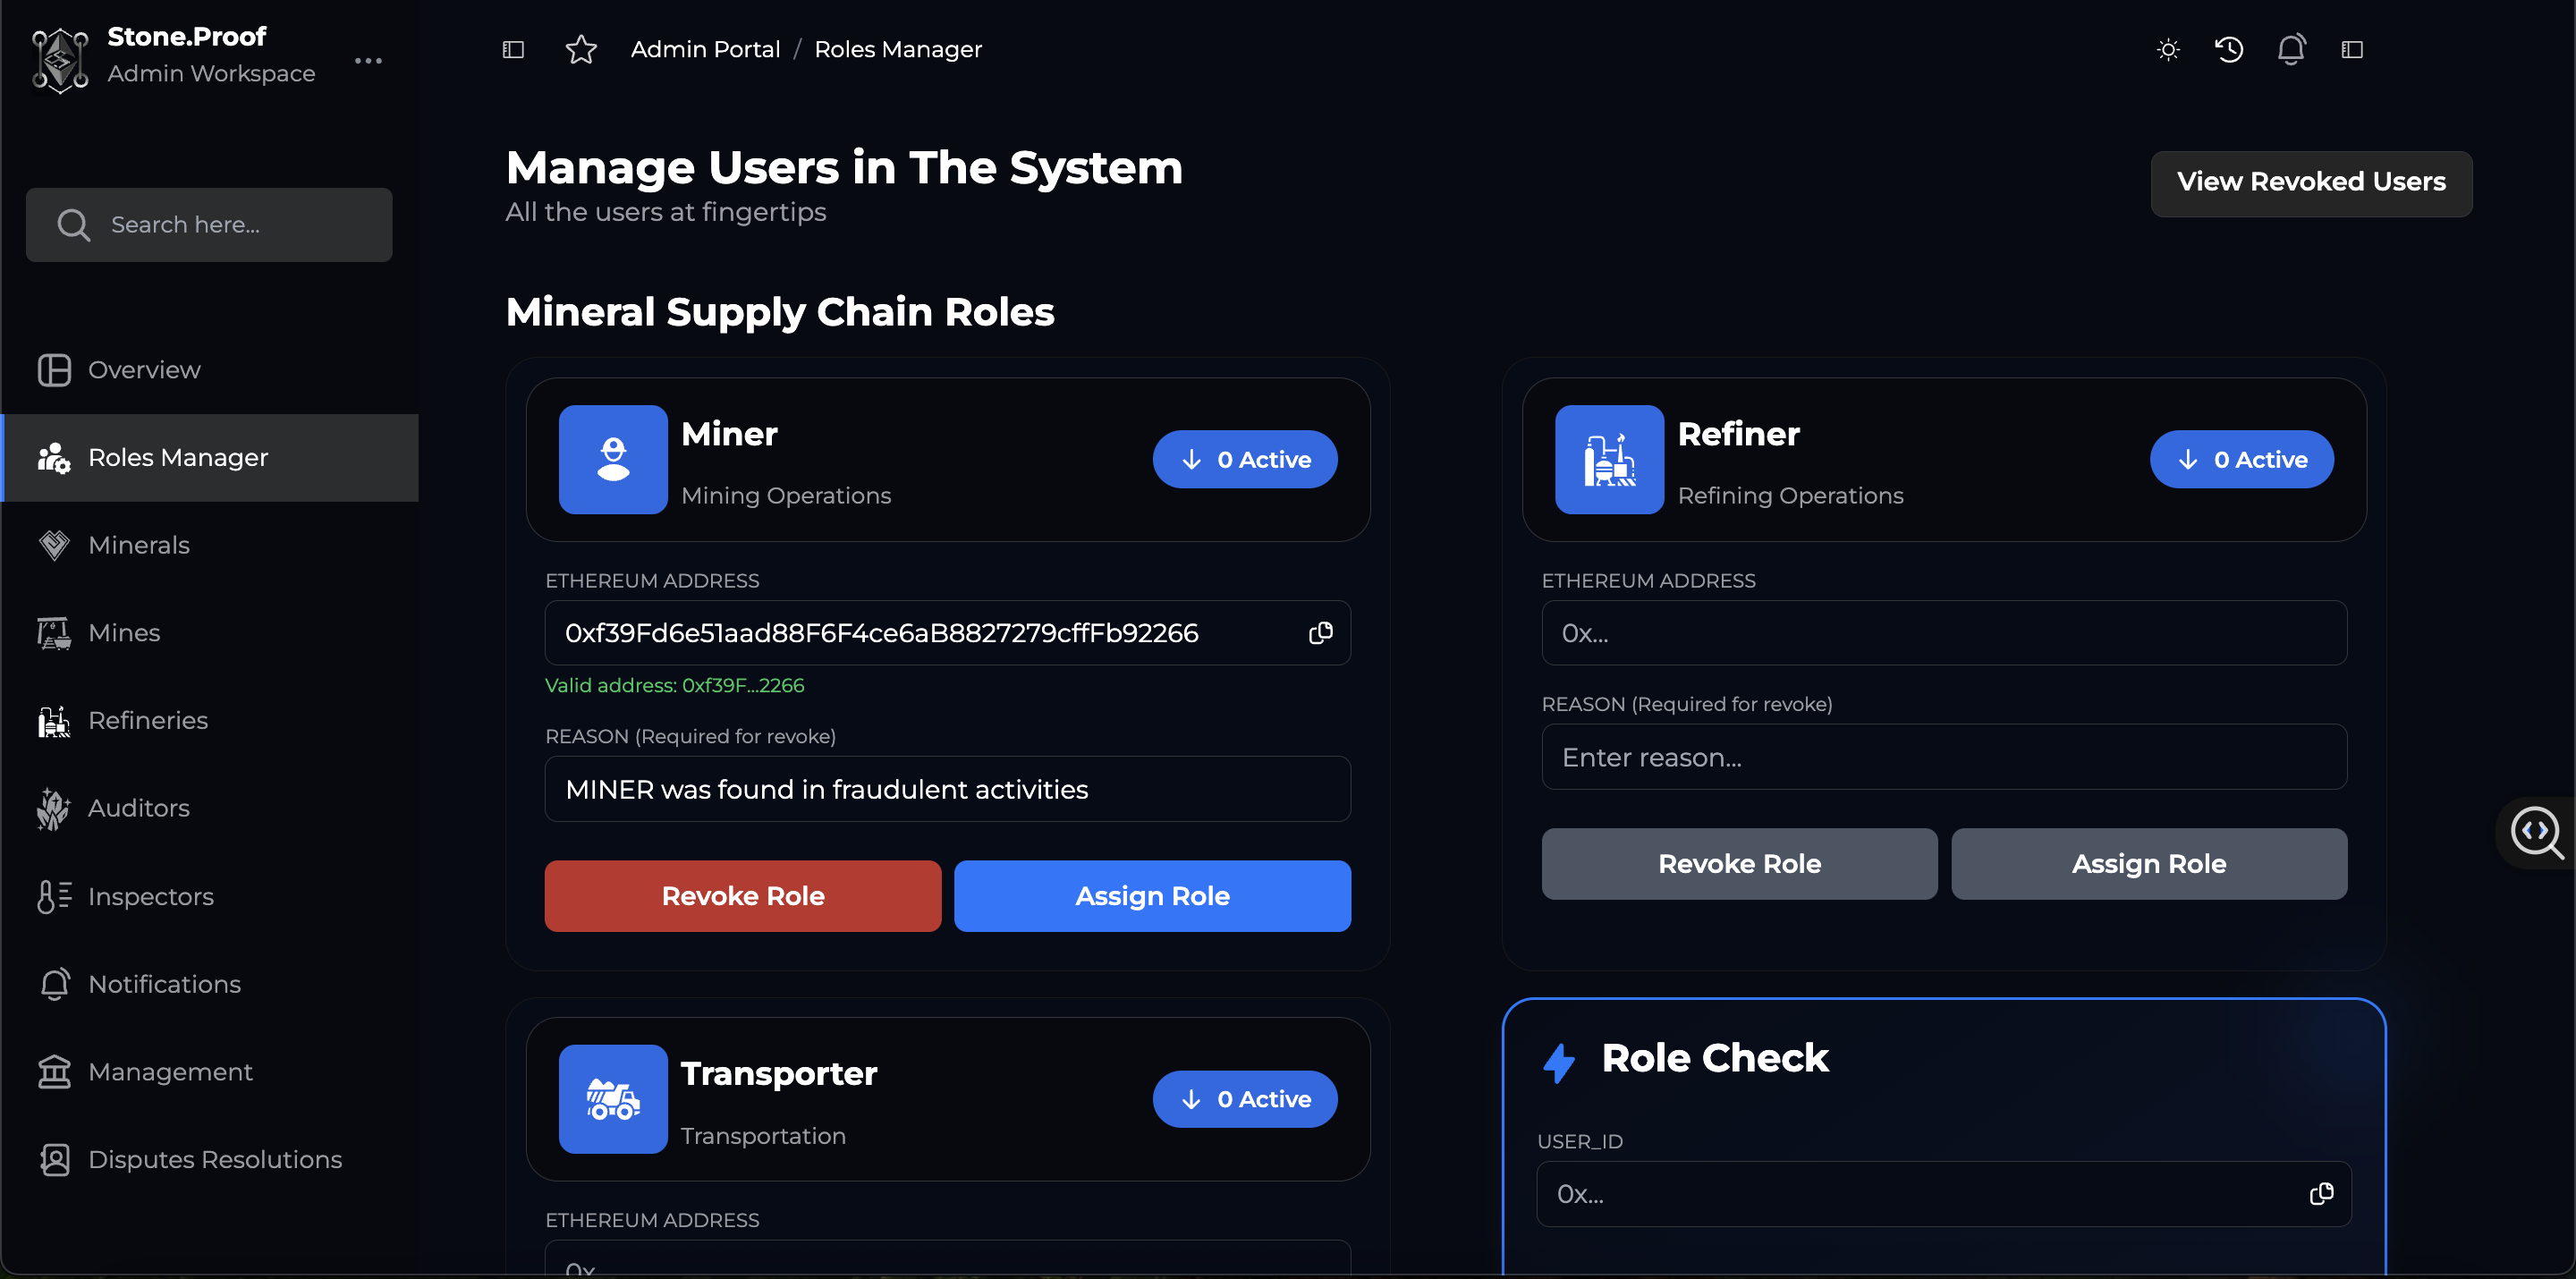 Stone.Proof
Admin Workspace
Search here...
Overview
Roles Manager
Minerals
Mines
Refineries
Auditors
Inspectors
Notifications
Management
Disputes Resolutions
Admin Portal / Roles Manager
Manage Users in The System
All the users at fingertips
View Revoked Users
Mineral Supply Chain Roles
Miner
Mining Operations
0 Active
ETHEREUM ADDRESS
0xf39Fd6e51aad88F6F4ce6aB8827279cffFb92266
Valid address: 0xf39F...2266
REASON (Required for revoke)
MINER was found in fraudulent activities
Revoke Role
Assign Role
Refiner
Refining Operations
0 Active
ETHEREUM ADDRESS
0x...
REASON (Required for revoke)
Enter reason...
Revoke Role
Assign Role
Transporter
Transportation
0 Active
ETHEREUM ADDRESS
0x...
Role Check
USER_ID
0x...